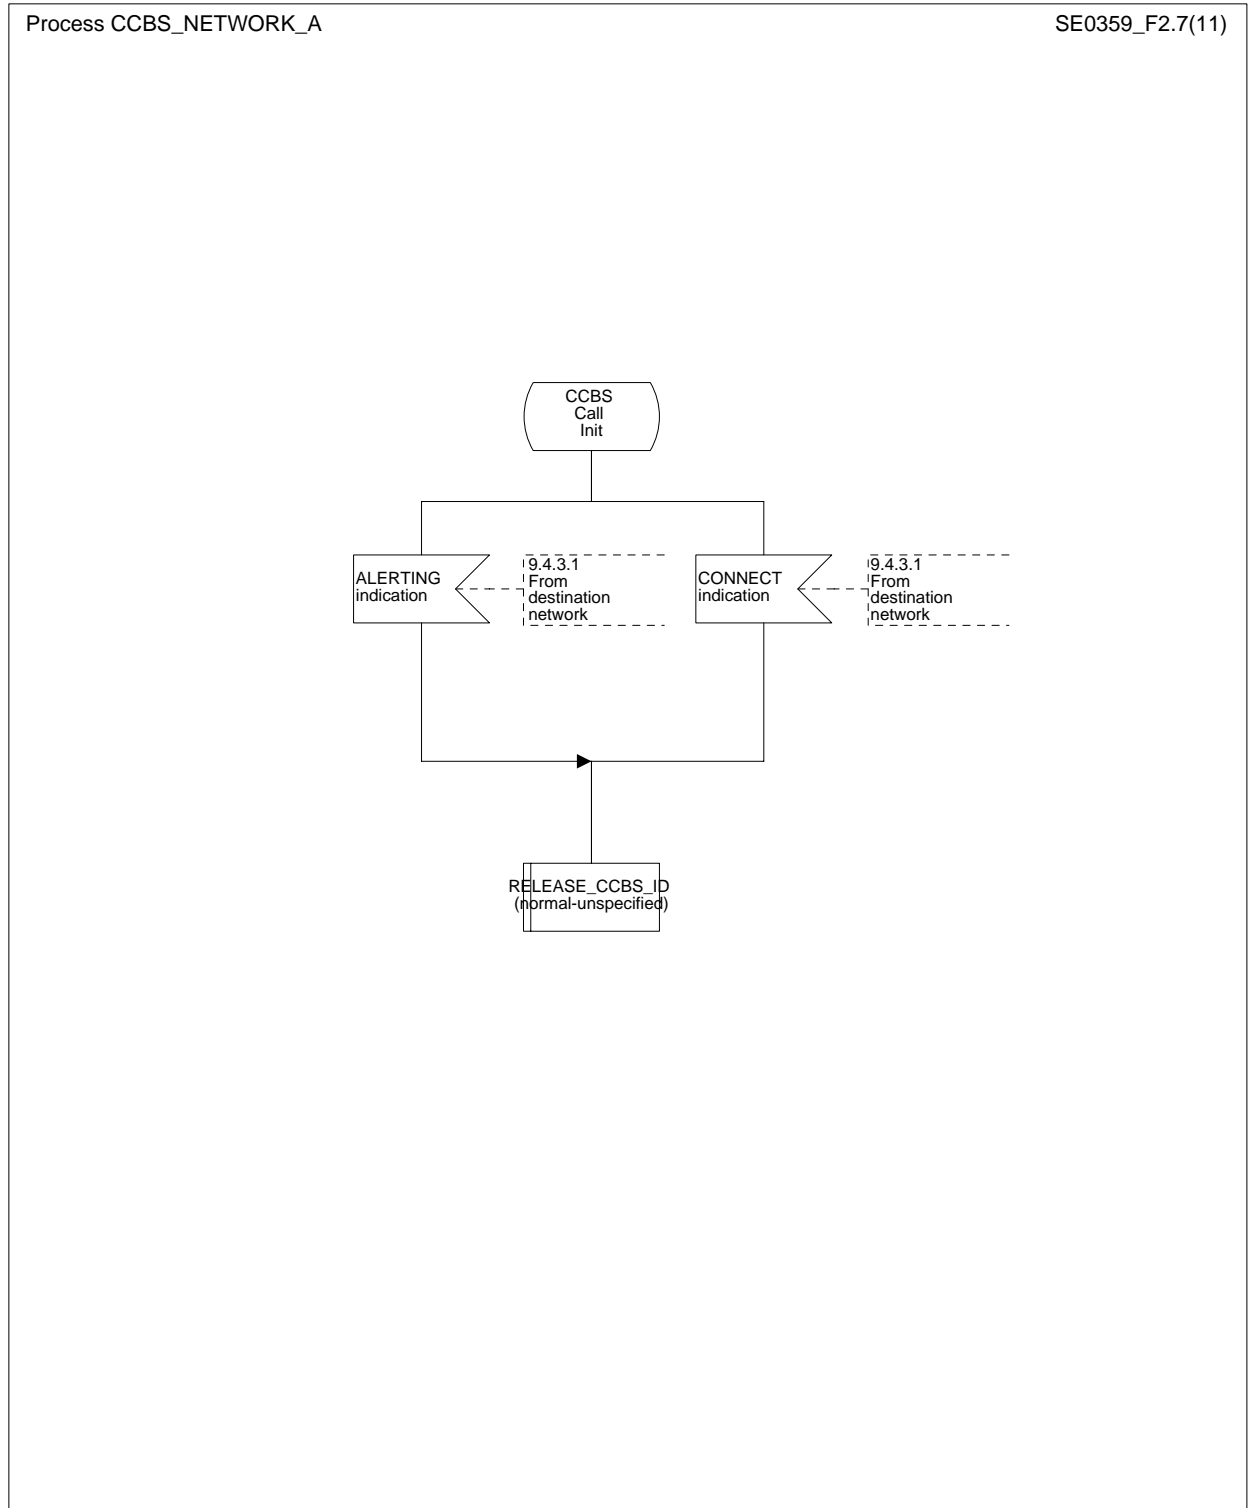 Process CCBS_NETWORK_A
SE0359_F2.7(11)
CCBS
Call
Init
ALERTING
indication
9.4.3.1
From
destination
network
CONNECT
indication
9.4.3.1
From
destination
network
RELEASE_CCBS_ID
(normal-unspecified)